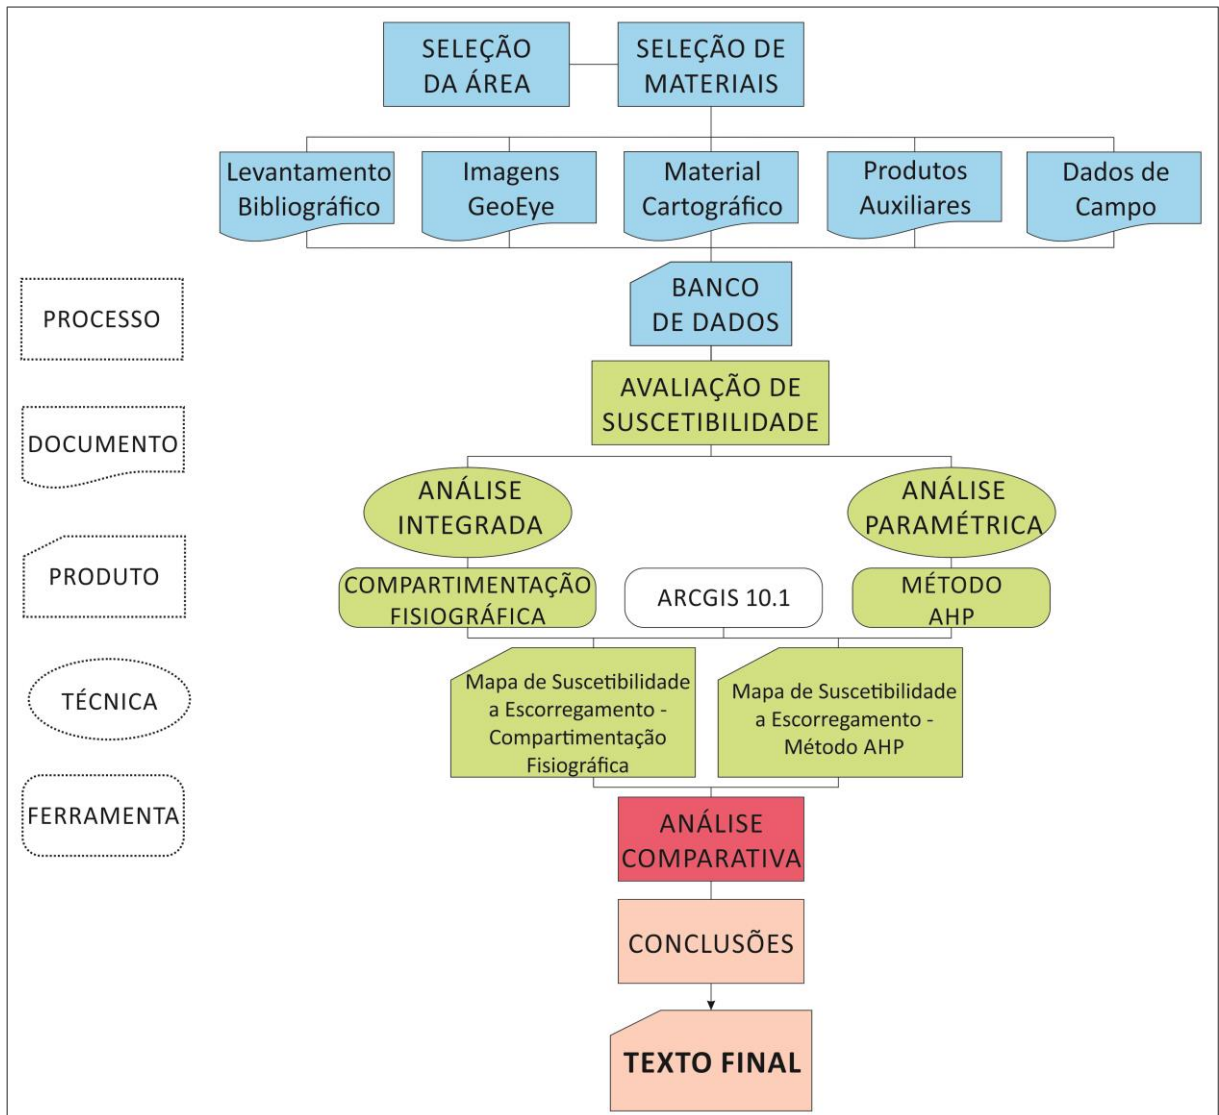 SELEÇÃO
DA ÁREA
SELEÇÃO DE
MATERIAIS
Levantamento
Bibliográfico
Imagens
GeoEye
Material
Cartográfico
Produtos
Auxiliares
Dados de
Campo
BANCO
DE DADOS
PROCESSO
AVALIAÇÃO DE
SUSCETIBILIDADE
DOCUMENTO
ANÁLISE
INTEGRADA
ANÁLISE
PARAMÉTRICA
PRODUTO
COMPARTIMENTAÇÃO
FISIOGRÁFICA
ARCGIS 10.1
MÉTODO
AHP
TÉCNICA
Mapa de Suscetibilidade
a Escorregamento -
Compartimentação
Fisiográfica
Mapa de Suscetibilidade
a Escorregamento -
Método AHP
FERRAMENTA
ANÁLISE
COMPARATIVA
CONCLUSÕES
TEXTO FINAL